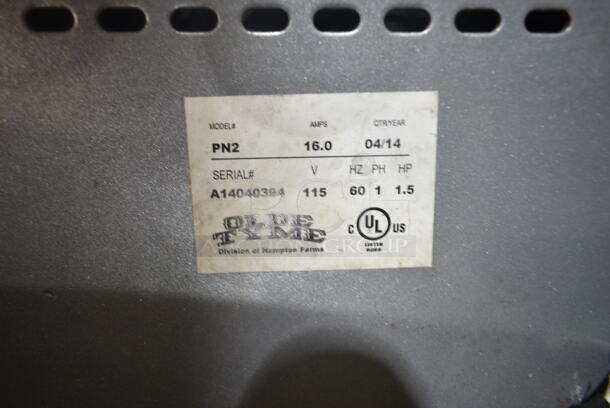 MODEL# AMPS QTR/YEAR
PN2 16.0 04/14
SERIAL# V HZ PH HP
A14040394 115 60 1 1.5
OLDE
TYME
Division of Hampton Farms
C UL US
LISTED